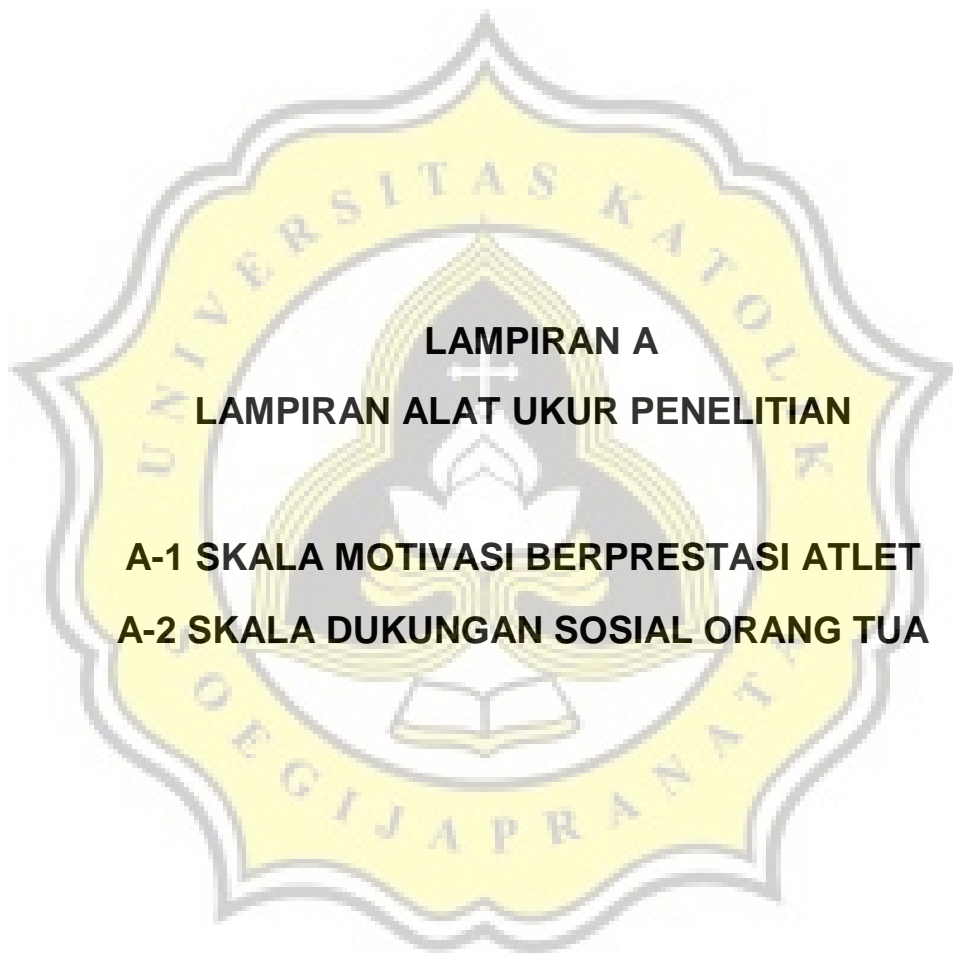 LAMPIRAN A
LAMPIRAN ALAT UKUR PENELITIAN
A-1 SKALA MOTIVASI BERPRESTASI ATLET
A-2 SKALA DUKUNGAN SOSIAL ORANG TUA
UNIVERSITAS KATOLIK
SOEGIJAPRANATA